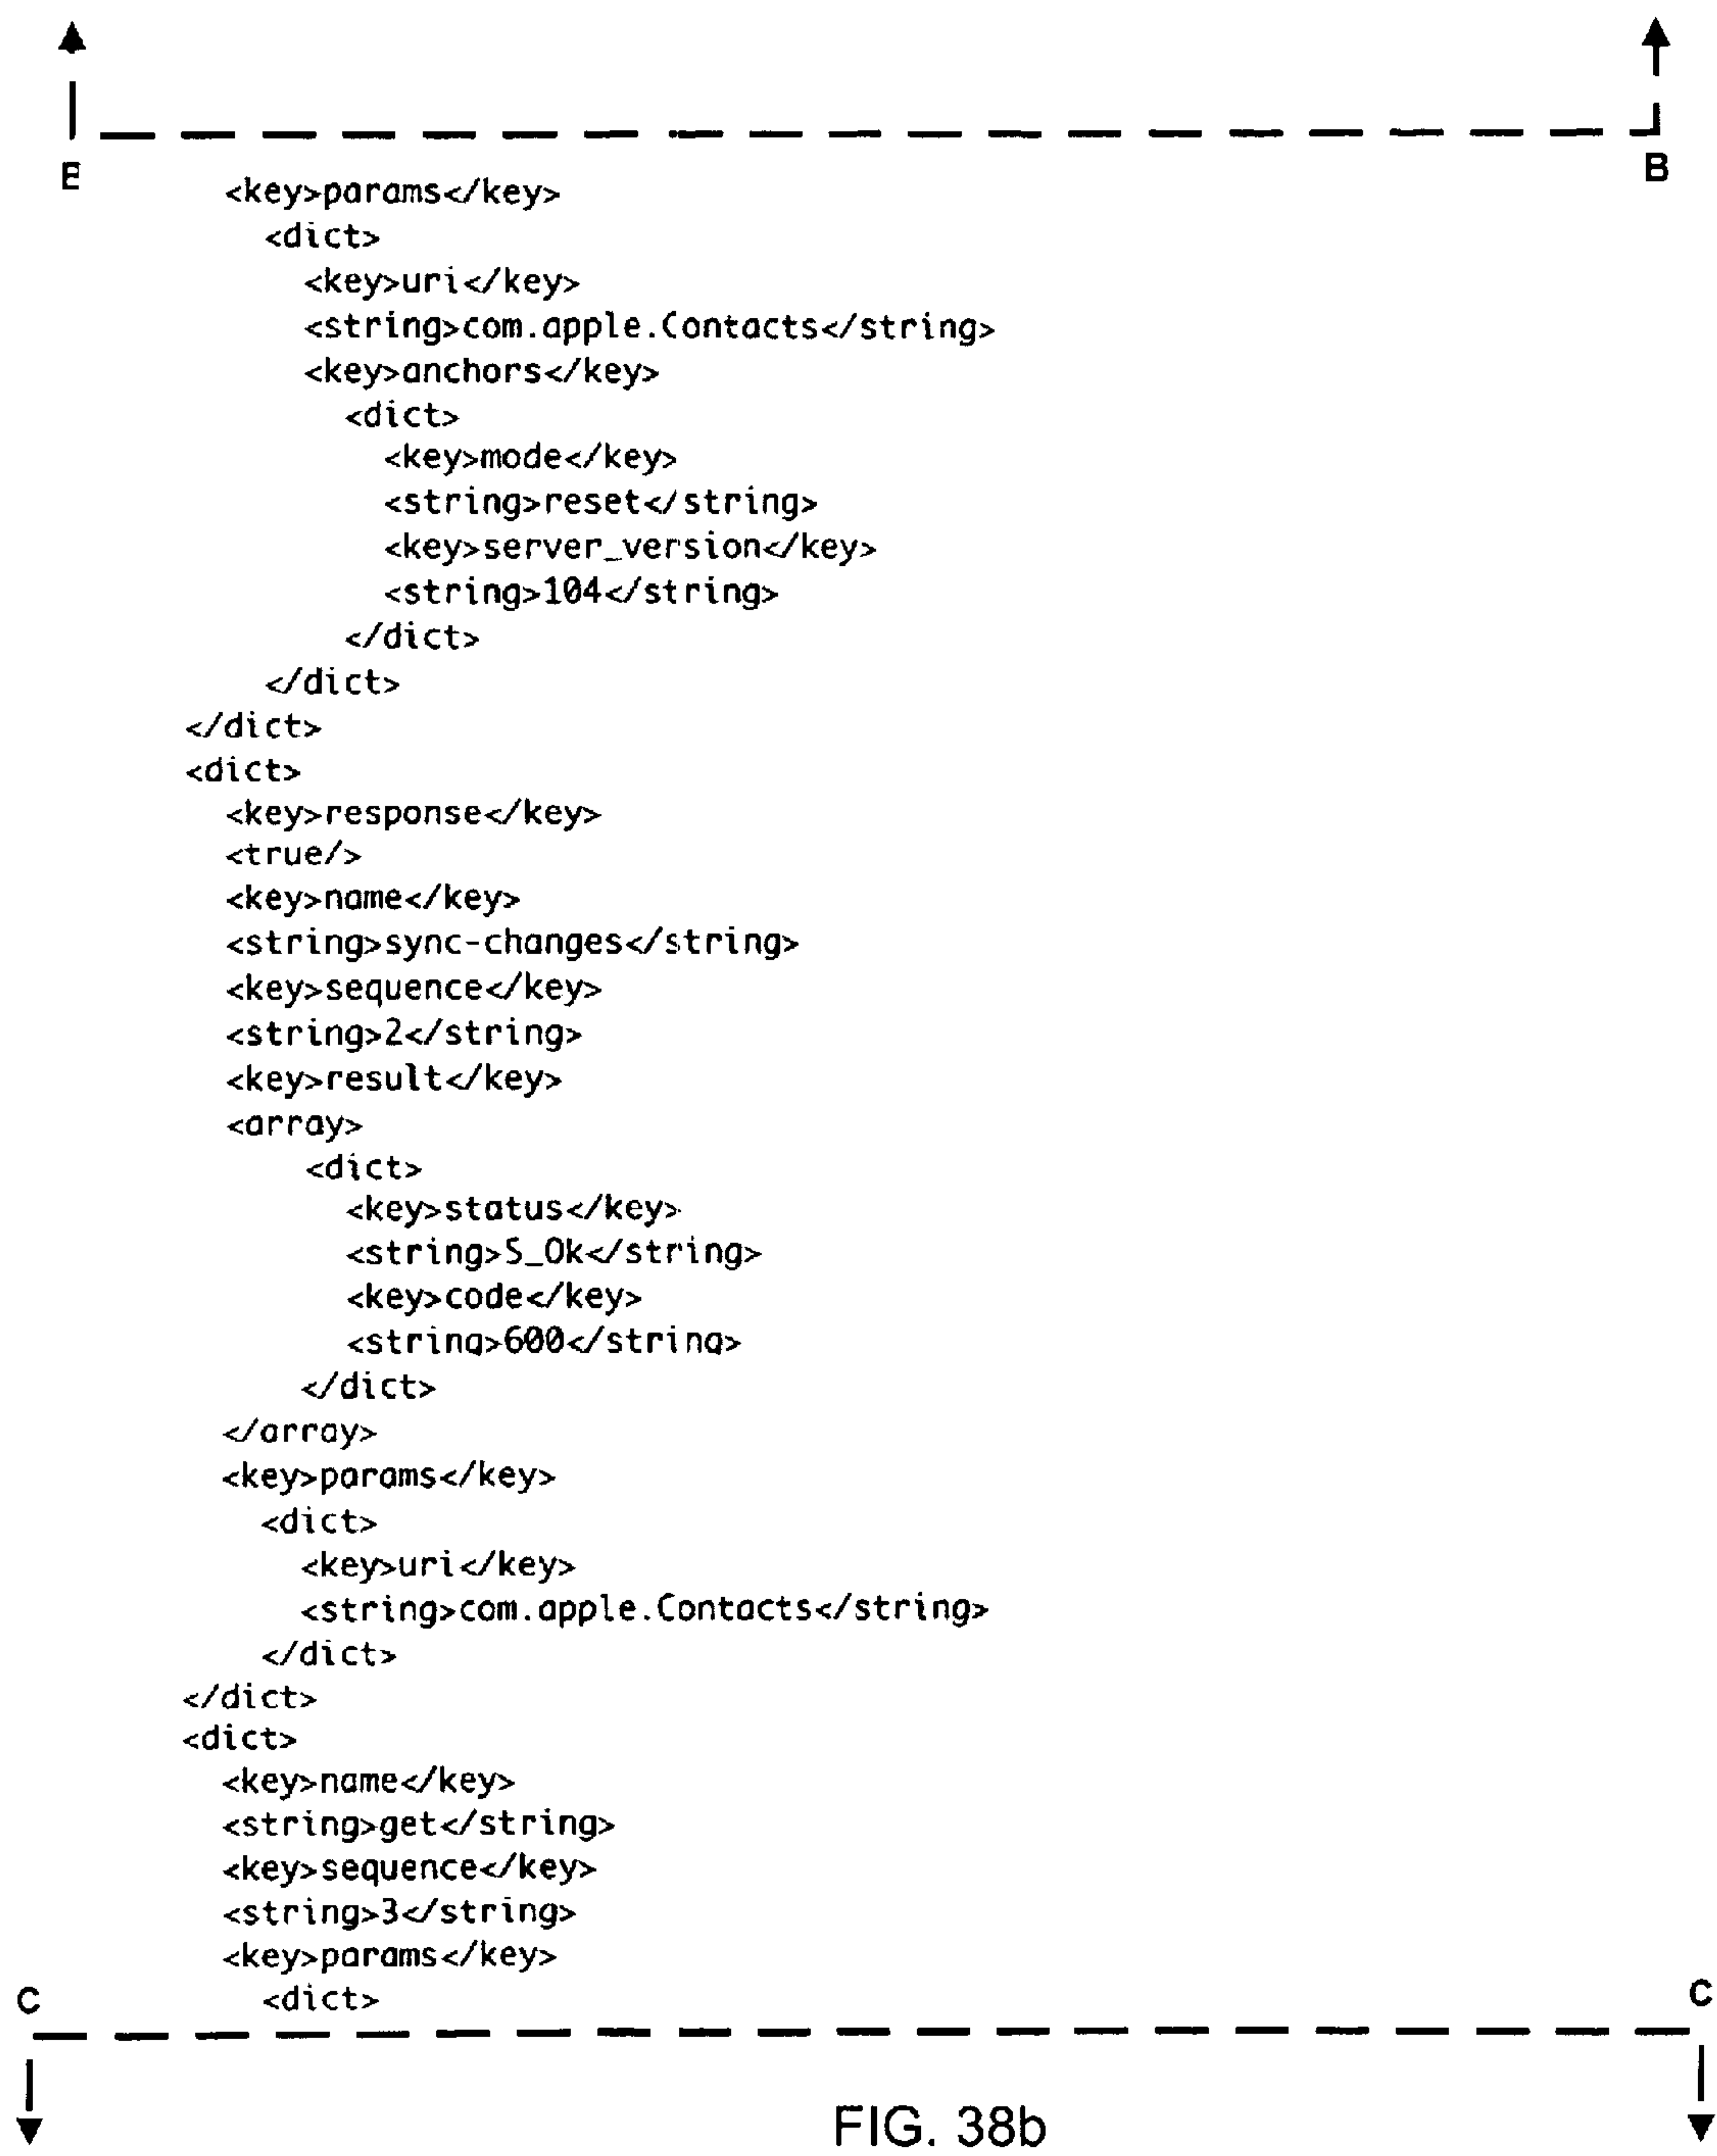 B B
<key>params</key>
<dict>
<key>uri</key>
<string>com.apple.Contacts</string>
<key>anchors</key>
<dict>
<key>mode</key>
<string>reset</string>
<key>server_version</key>
<string>104</string>
</dict>
</dict>
</dict>
<dict>
<key>response</key>
<true/>
<key>name</key>
<string>sync-changes</string>
<key>sequence</key>
<string>2</string>
<key>result</key>
<array>
<dict>
<key>status</key>
<string>S_Ok</string>
<key>code</key>
<string>600</string>
</dict>
</array>
<key>params</key>
<dict>
<key>uri</key>
<string>com.apple.Contacts</string>
</dict>
</dict>
<dict>
<key>name</key>
<string>get</string>
<key>sequence</key>
<string>3</string>
<key>params</key>
<dict>
C C
FIG. 38b